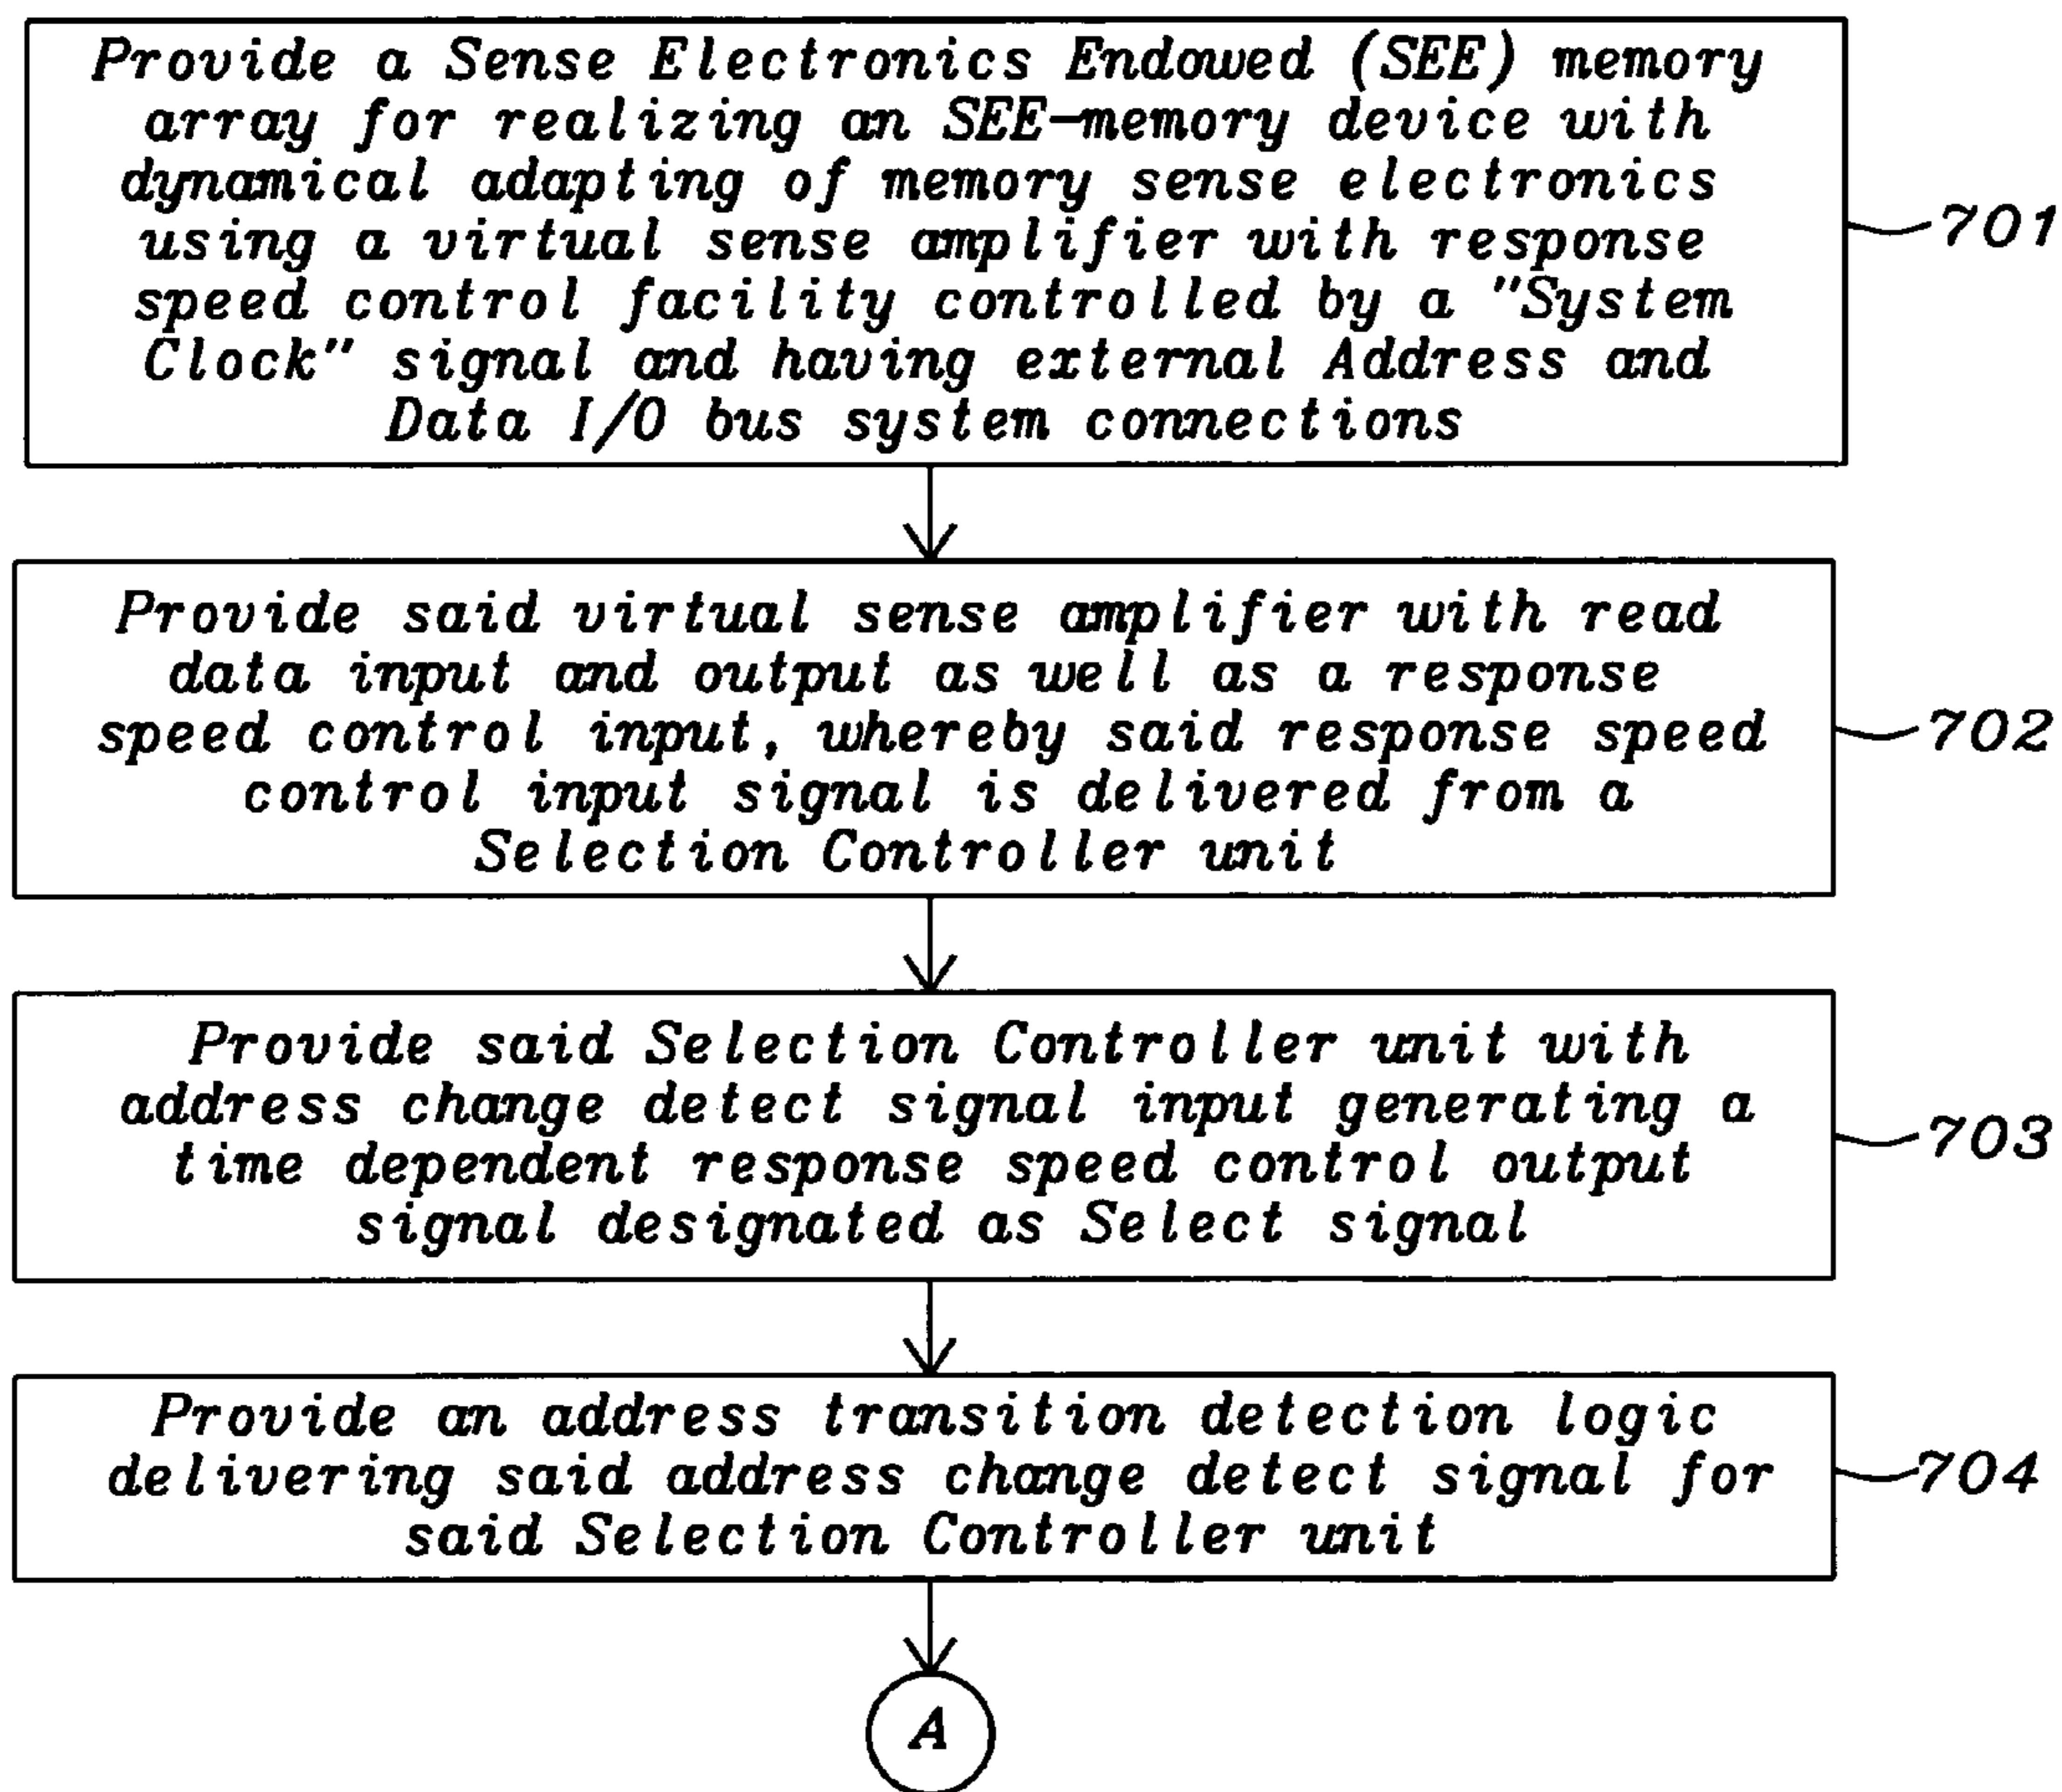 Provide a Sense Electronics Endowed (SEE) memory
array for realizing an SEE-memory device with
dynamical adapting of memory sense electronics
using a virtual sense amplifier with response
speed control facility controlled by a "System
Clock" signal and having external Address and
Data I/O bus system connections
701
Provide said virtual sense amplifier with read
data input and output as well as a response
speed control input, whereby said response speed
control input signal is delivered from a
Selection Controller unit
702
Provide said Selection Controller unit with
address change detect signal input generating a
time dependent response speed control output
signal designated as Select signal
703
Provide an address transition detection logic
delivering said address change detect signal for
said Selection Controller unit
704
A